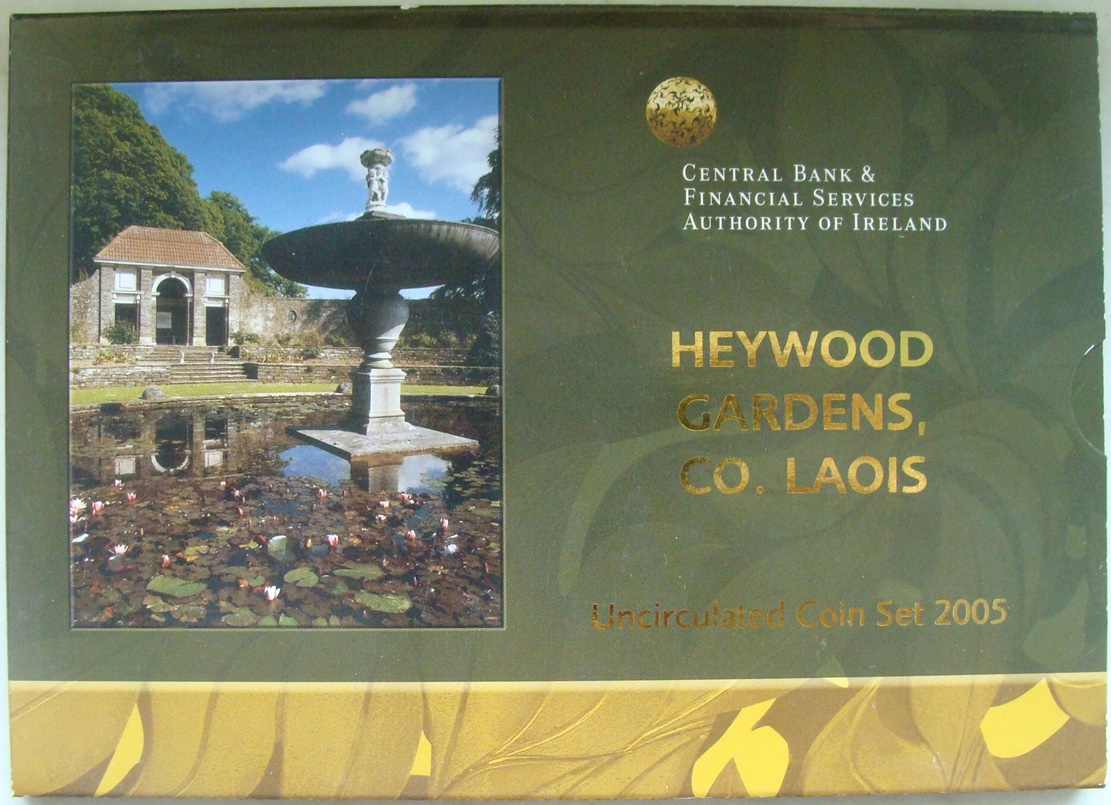 CENTRAL BANK &
FINANCIAL SERVICES
AUTHORITY OF IRELAND
HEYWOOD
GARDENS,
CO. LAOIS
Uncirculated Coin Set 2005